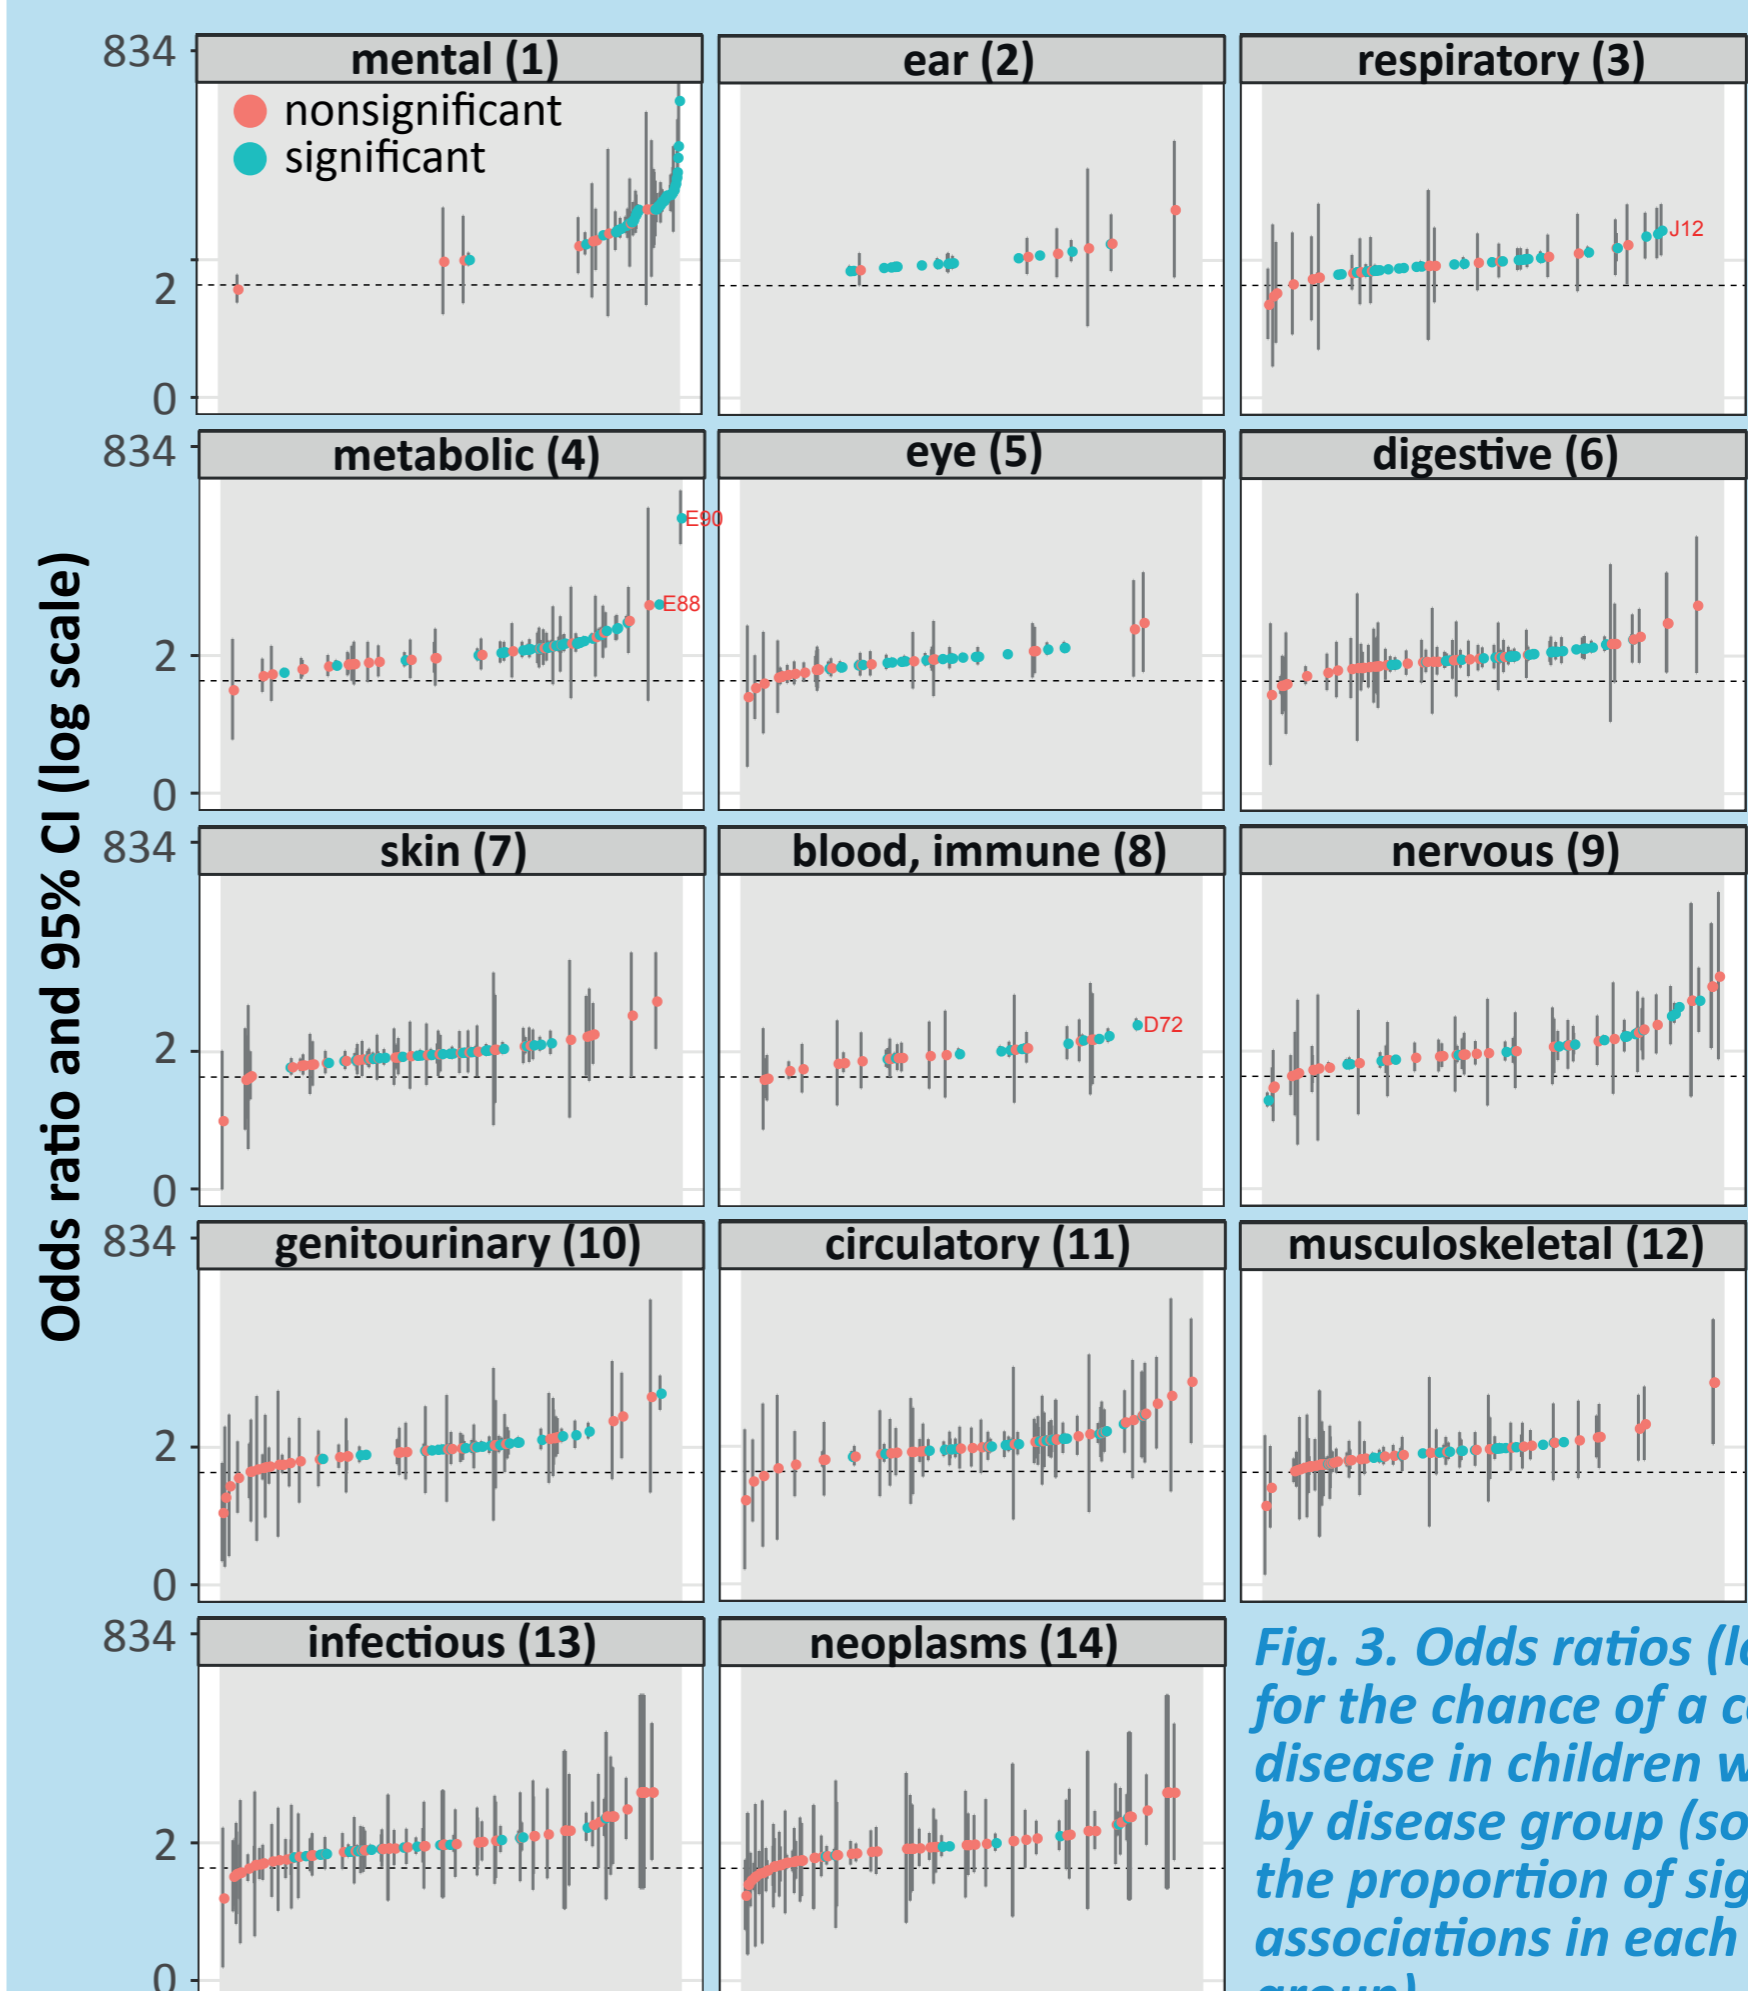 Odds ratio and 95% CI (log scale)
834
mental (1)
ear (2)
respiratory (3)
nonsignificant
significant
J12
2
0
834
metabolic (4)
eye (5)
digestive (6)
E90
E88
2
0
834
skin (7)
blood, immune (8)
nervous (9)
D72
2
0
834
genitourinary (10)
circulatory (11)
musculoskeletal (12)
2
0
834
infectious (13)
neoplasms (14)
2
0
Fig. 3. Odds ratios
for the chance of a
disease in children
by disease group
the proportion of
associations in each
group)